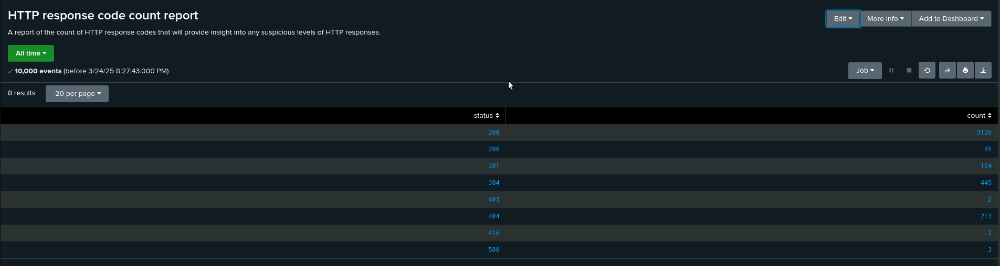 HTTP response code count report
Edit More Info Add to Dashboard
A report of the count of HTTP response codes that will provide insight into any suspicious levels of HTTP responses.
All time
10,000 events (before 3/24/25 8:27:43.000 PM)
Job
8 results 20 per page
status count
200 9126
206 45
301 164
304 445
403 2
404 213
416 2
500 3